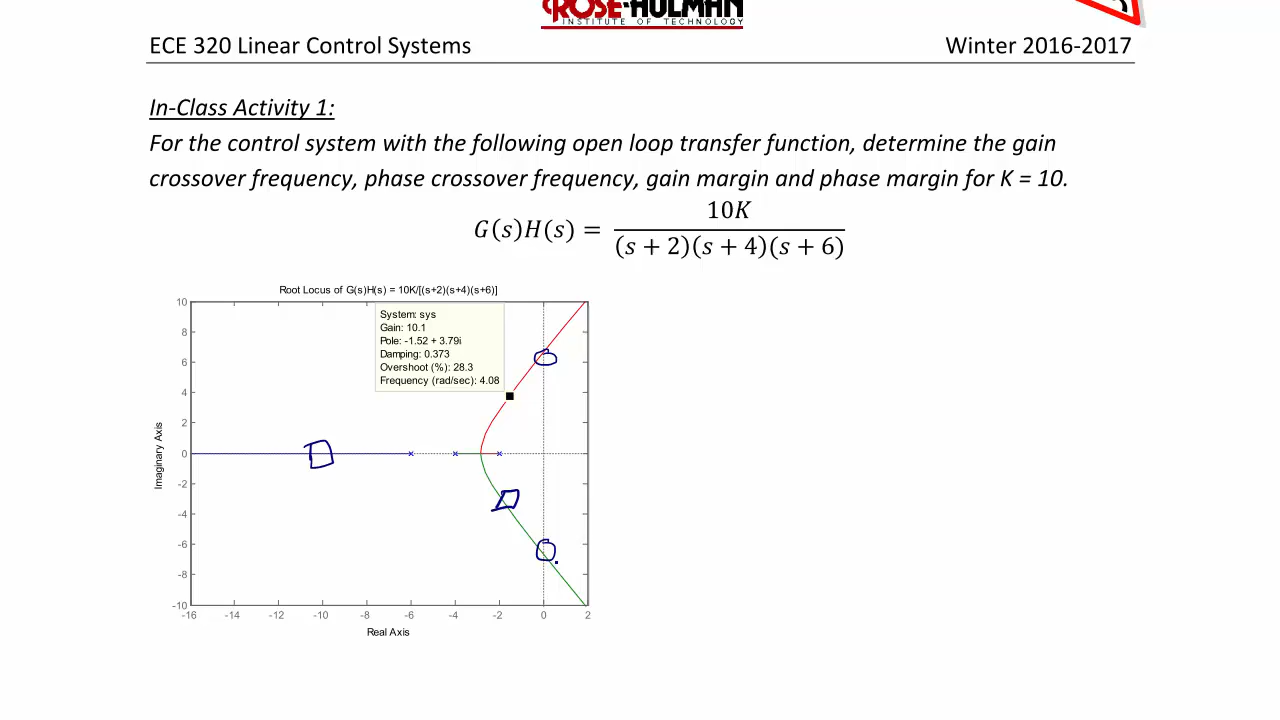 ROSE-HULMAN
INSTITUTE OF TECHNOLOGY
ECE 320 Linear Control Systems Winter 2016-2017
In-Class Activity 1:
For the control system with the following open loop transfer function, determine the gain
crossover frequency, phase crossover frequency, gain margin and phase margin for K = 10.
10K
G(s)H(s) =
(s + 2)(s + 4)(s + 6)
Root Locus of G(s)H(s) = 10K/[(s+2)(s+4)(s+6)]
System: sys
Gain: 10.1
Pole: -1.52 + 3.79i
Damping: 0.373
Overshoot (%): 28.3
Frequency (rad/sec): 4.08
10
8
6
4
2
0
-2
-4
-6
-8
-10
Imaginary Axis
-16 -14 -12 -10 -8 -6 -4 -2 0 2
Real Axis